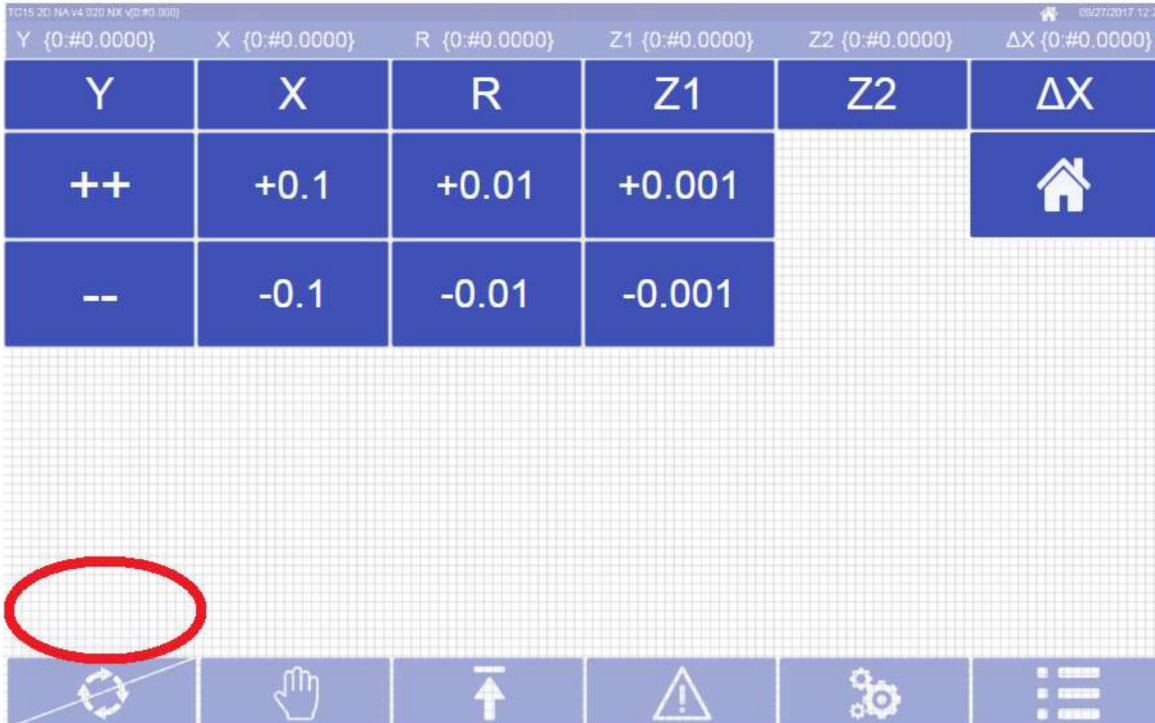 TC15 2D NA v4.020 NX v{0:#0.000} 09/27/2017 12:
Y {0:#0.0000} X {0:#0.0000} R {0:#0.0000} Z1 {0:#0.0000} Z2 {0:#0.0000} ΔX {0:#0.0000}
Y X R Z1 Z2 ΔX
++ +0.1 +0.01 +0.001
-- -0.1 -0.01 -0.001